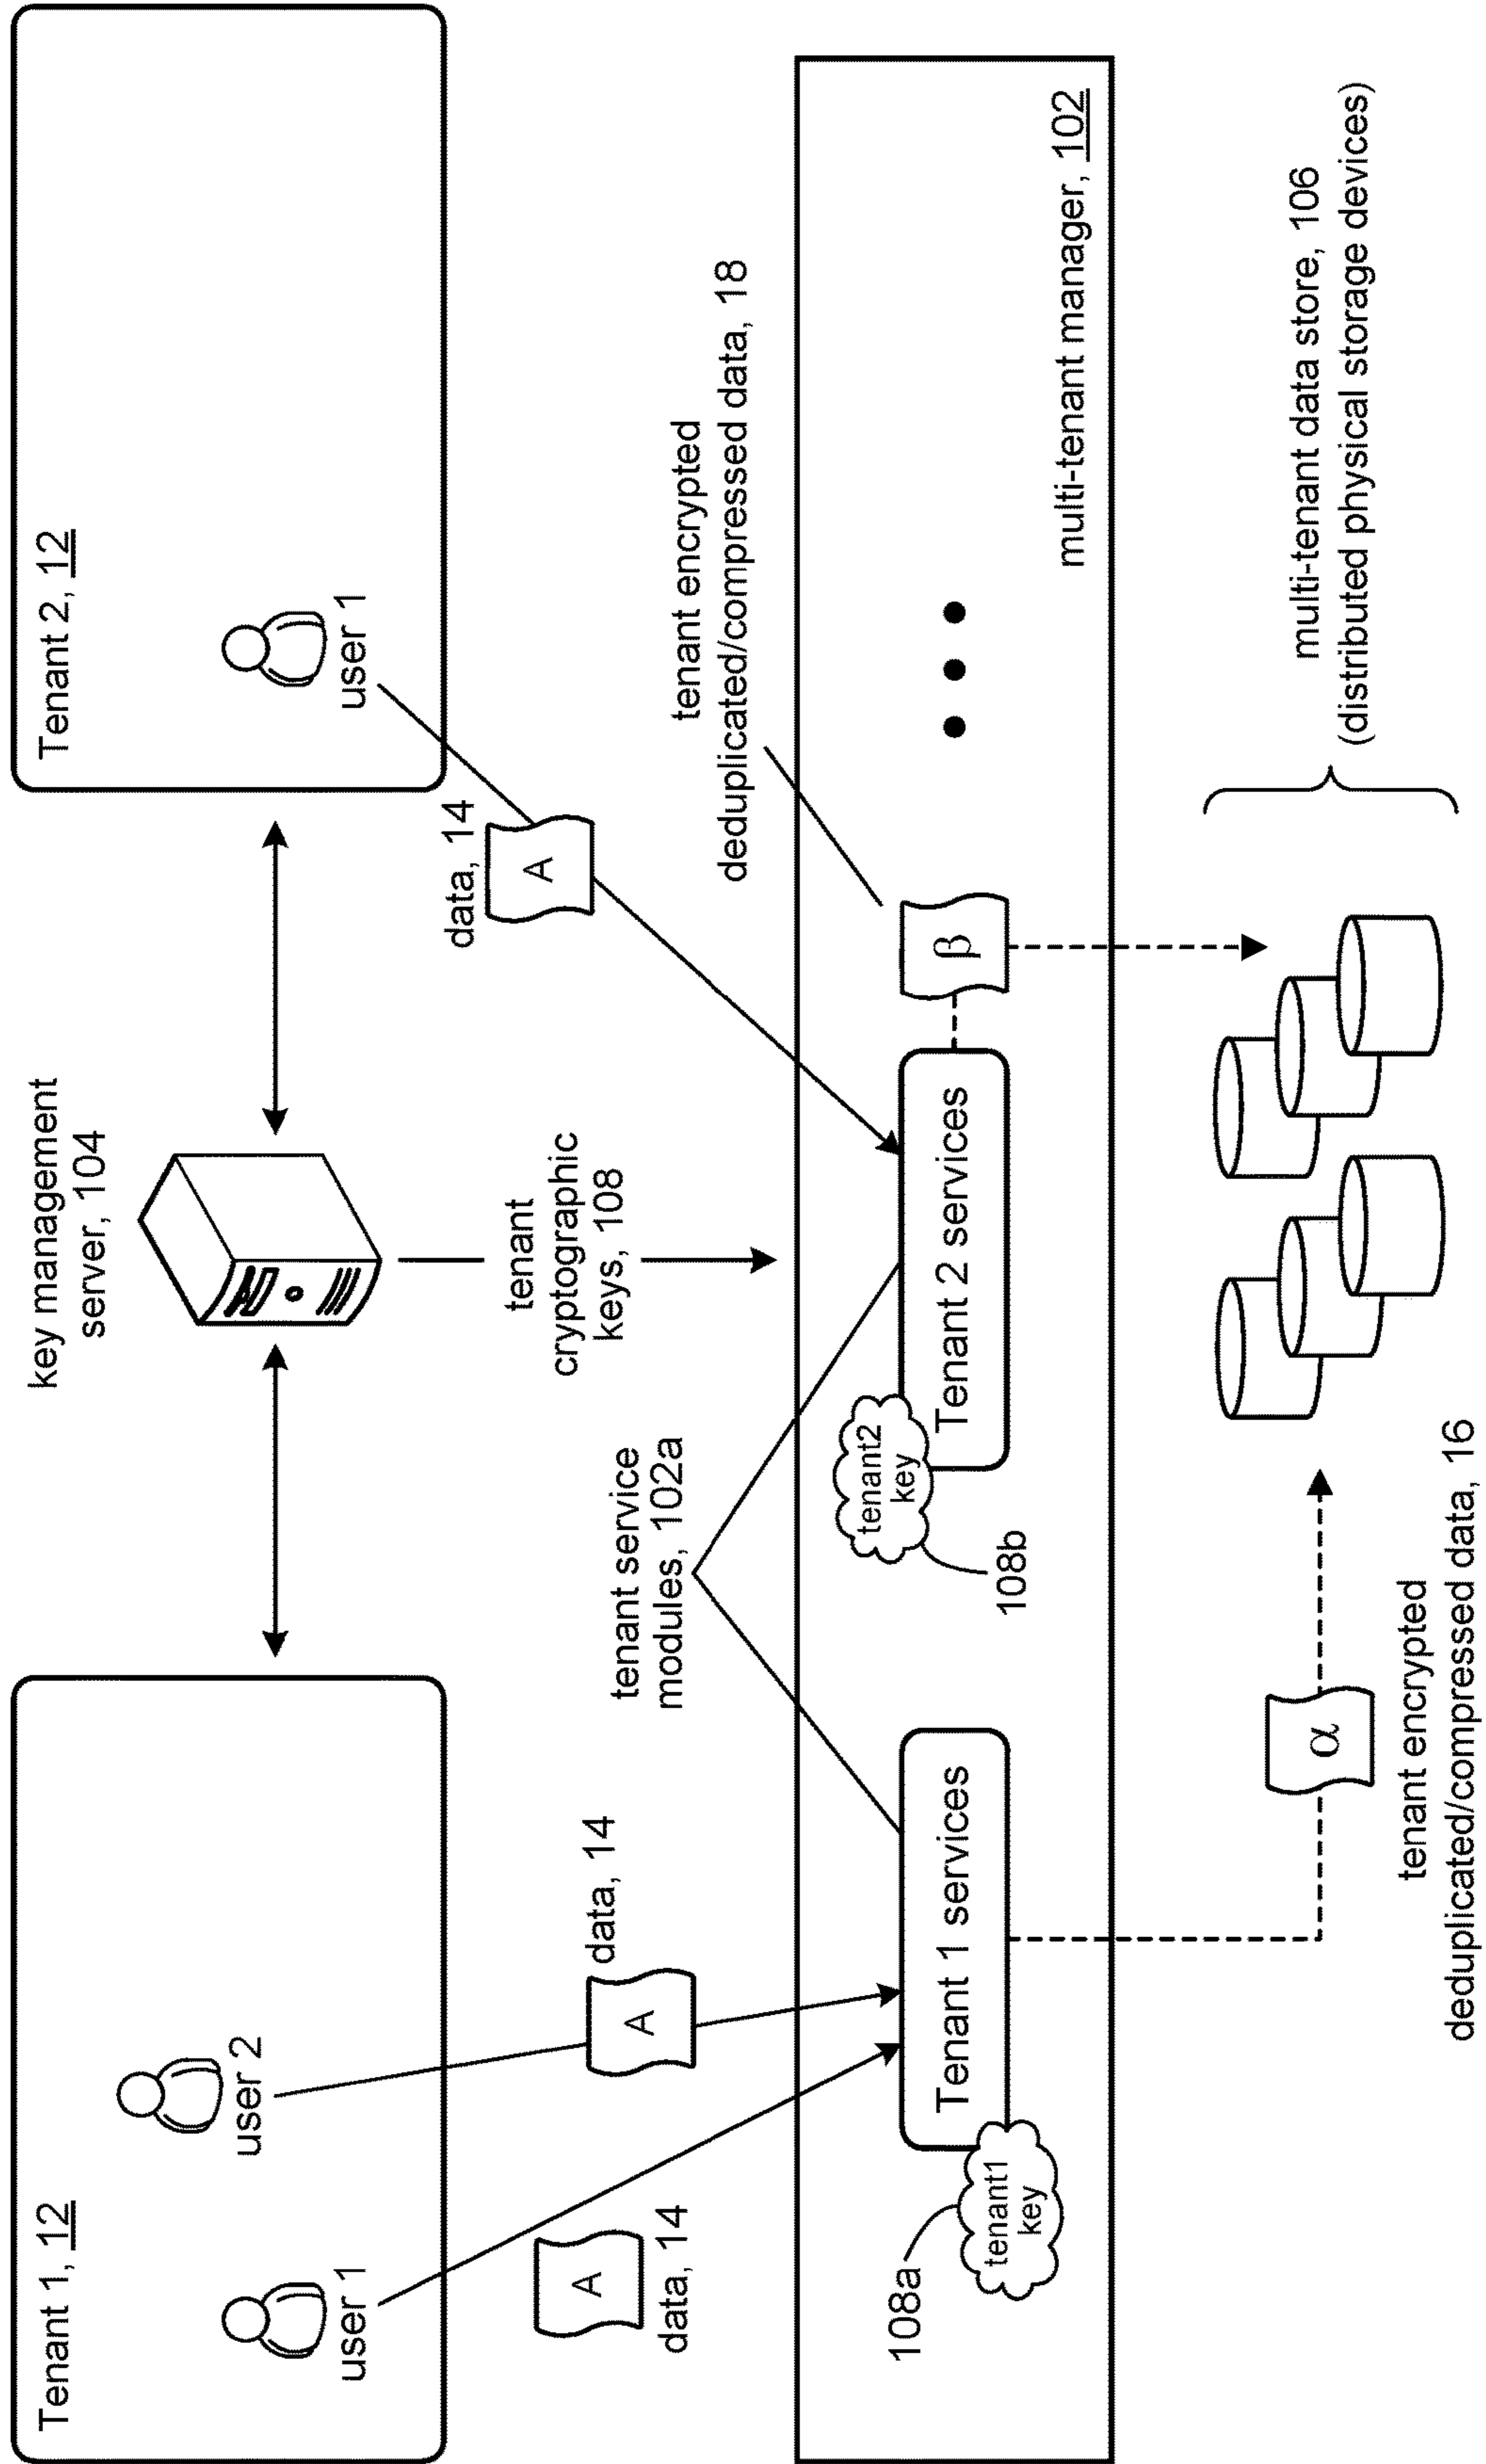 Tenant 1, 12
user 1
user 2
key management
server, 104
Tenant 2, 12
user 1
data, 14
A
A
data, 14
tenant service
modules, 102a
tenant
cryptographic
keys, 108
data, 14
A
tenant encrypted
deduplicated/compressed data, 18
108a
tenant1
key
Tenant 1 services
108b
tenant2
key
Tenant 2 services
β
multi-tenant manager, 102
α
tenant encrypted
deduplicated/compressed data, 16
multi-tenant data store, 106
(distributed physical storage devices)